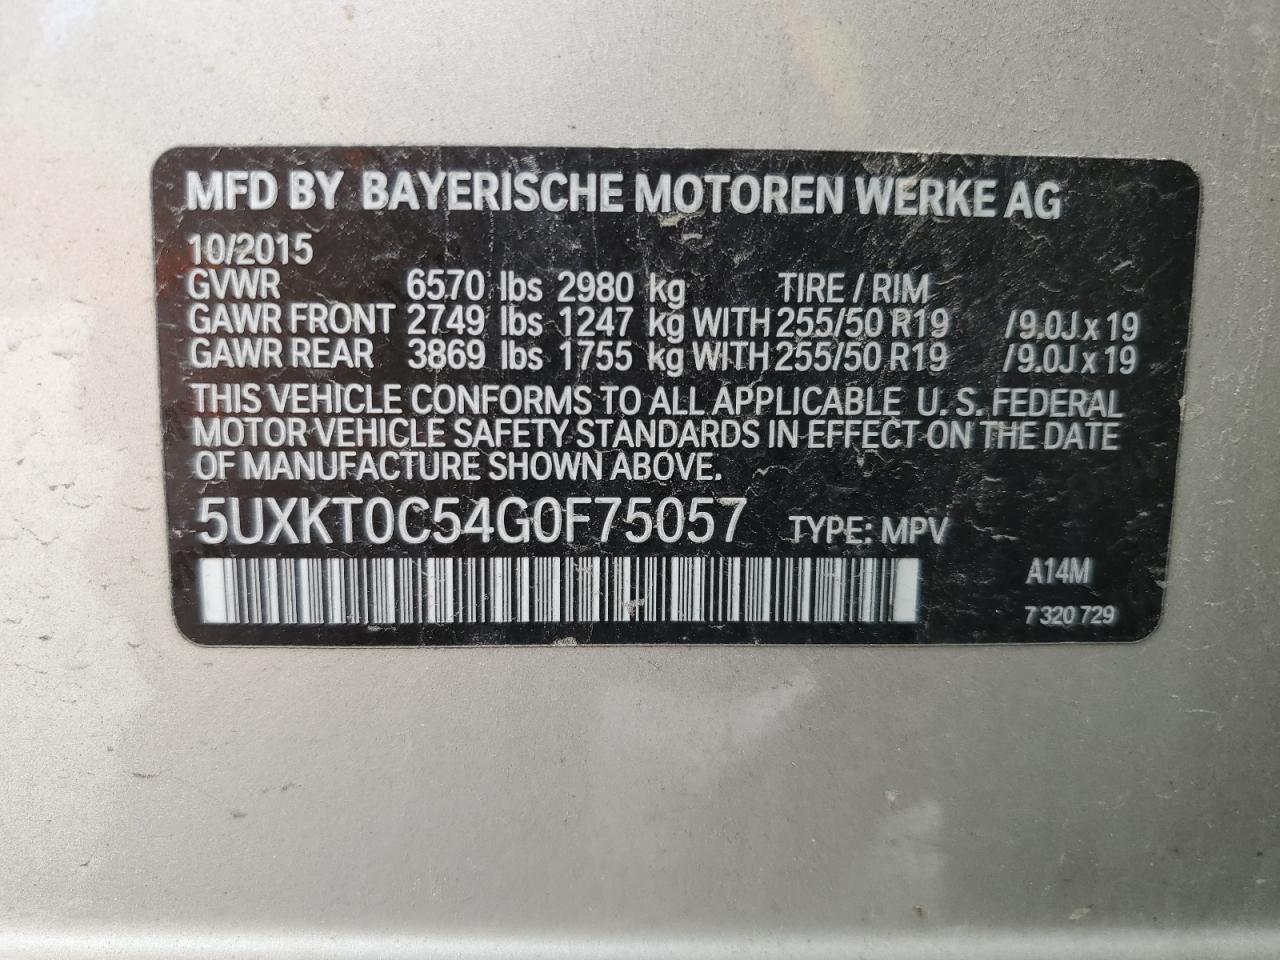 MFD BY BAYERISCHE MOTOREN WERKE AG
10/2015
GVWR 6570 lbs 2980 kg TIRE / RIM
GAWR FRONT 2749 lbs 1247 kg WITH 255/50 R19 /9.0J x 19
GAWR REAR 3869 lbs 1755 kg WITH 255/50 R19 /9.0J x 19
THIS VEHICLE CONFORMS TO ALL APPLICABLE U. S. FEDERAL
MOTOR VEHICLE SAFETY STANDARDS IN EFFECT ON THE DATE
OF MANUFACTURE SHOWN ABOVE.
5UXKT0C54G0F75057 TYPE: MPV
A14M
7 320 729